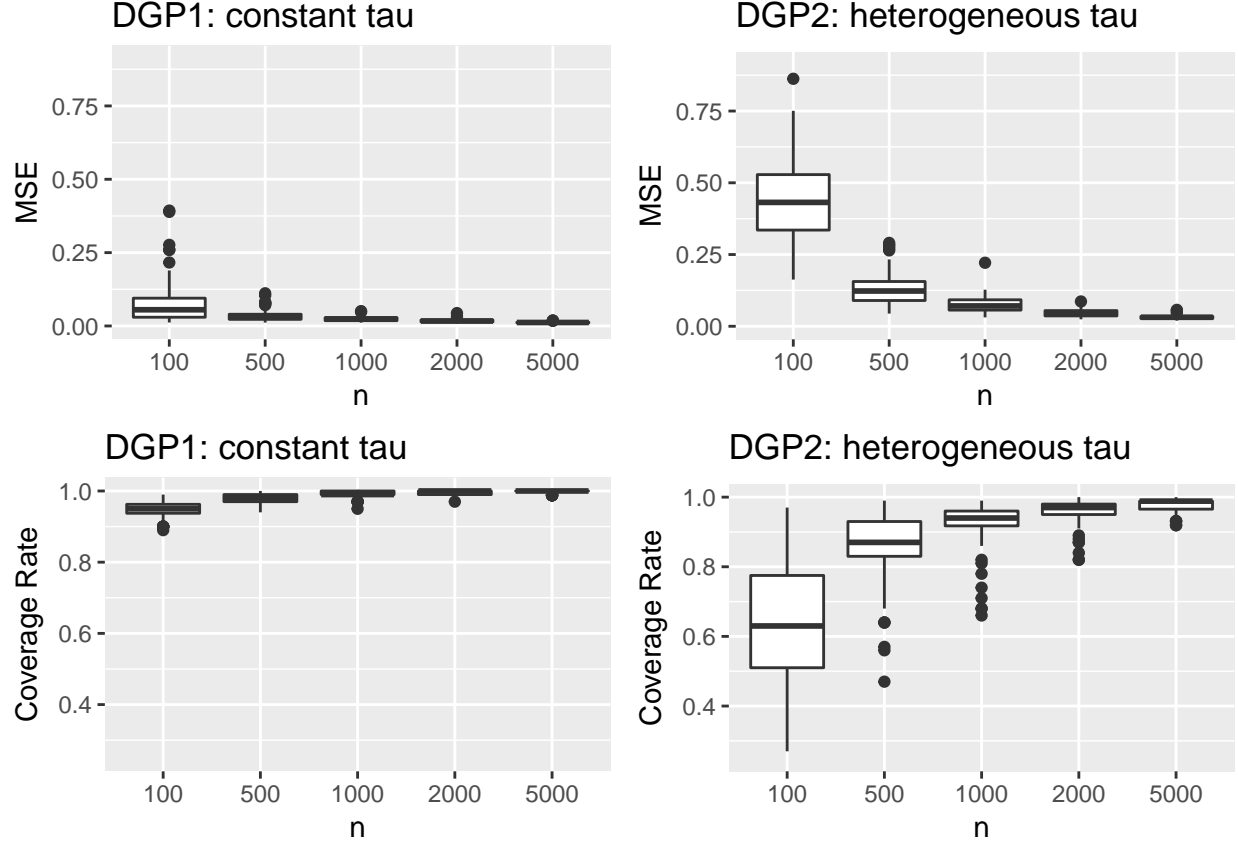 DGP1: constant tau
0.75
0.50
0.25
0.00
MSE
100 500 1000 2000 5000
n
DGP2: heterogeneous tau
0.75
0.50
0.25
0.00
MSE
100 500 1000 2000 5000
n
DGP1: constant tau
1.0
0.8
0.6
0.4
Coverage Rate
100 500 1000 2000 5000
n
DGP2: heterogeneous tau
1.0
0.8
0.6
0.4
Coverage Rate
100 500 1000 2000 5000
n